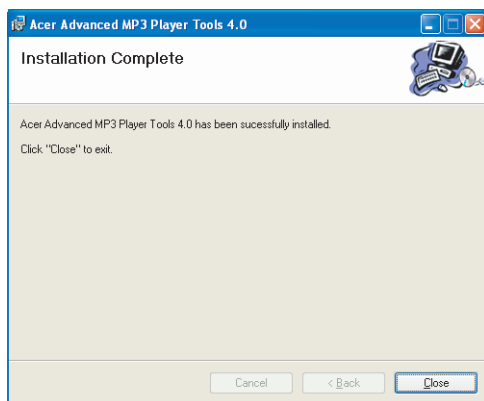 Acer Advanced MP3 Player Tools 4.0
Installation Complete
Acer Advanced MP3 Player Tools 4.0 has been sucessfully installed.
Click "Close" to exit.
Cancel < Back Close